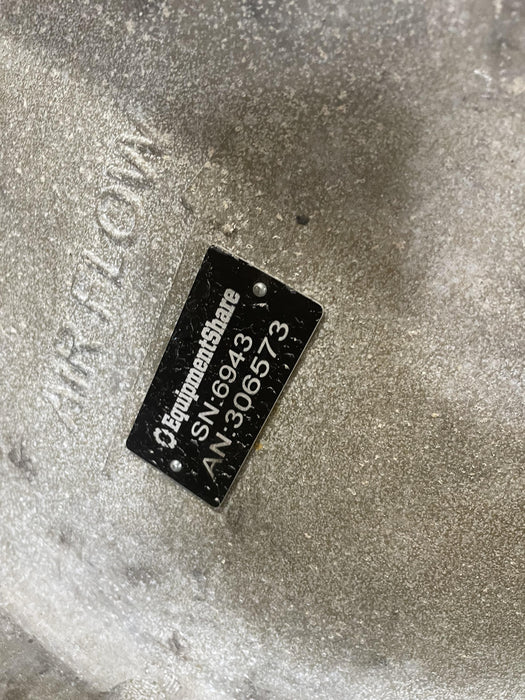 AIR FLOW
EquipmentShare
SN:6943
AN:306573